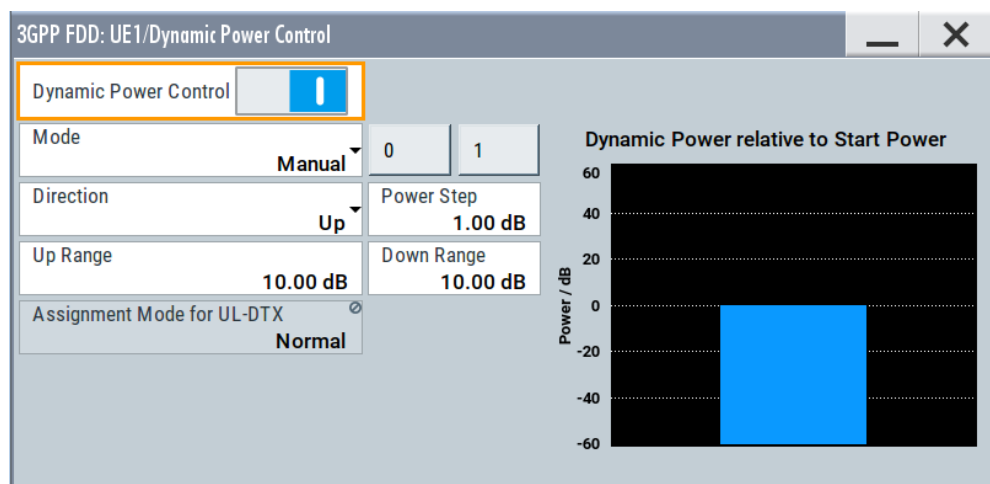 3GPP FDD: UE1/Dynamic Power Control
Dynamic Power Control
Mode
Manual
0
1
Direction
Up
Power Step
1.00 dB
Up Range
10.00 dB
Down Range
10.00 dB
Assignment Mode for UL-DTX
Normal
Dynamic Power relative to Start Power
Power / dB
60
40
20
0
-20
-40
-60